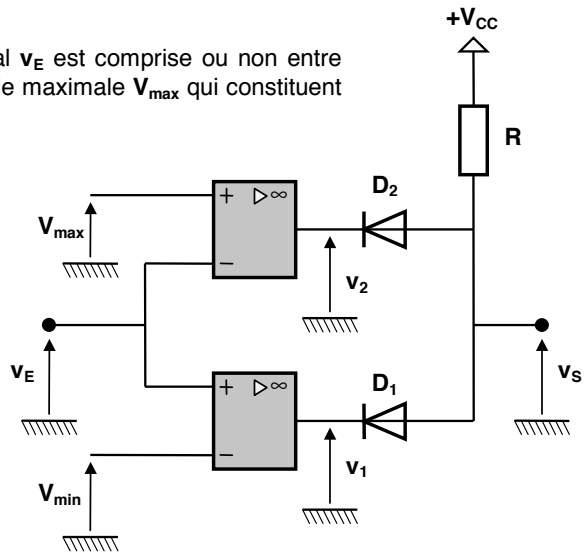 +VCC
al vE est comprise ou non entre
le maximale Vmax qui constituent
R
D2
+ ∞
Vmax
−
v2
vE
vS
D1
+ ∞
−
v1
Vmin